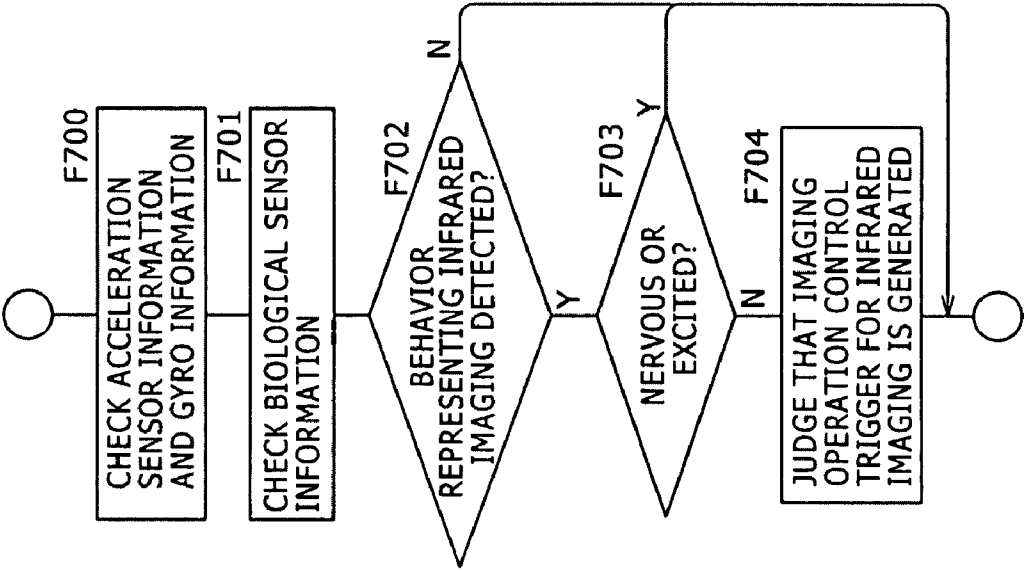 F700
CHECK ACCELERATION
SENSOR INFORMATION
AND GYRO INFORMATION
F701
CHECK BIOLOGICAL SENSOR
INFORMATION
F702
BEHAVIOR
REPRESENTING INFRARED
IMAGING DETECTED?
N
Y
F703
NERVOUS OR
EXCITED?
Y
N
F704
JUDGE THAT IMAGING
OPERATION CONTROL
TRIGGER FOR INFRARED
IMAGING IS GENERATED